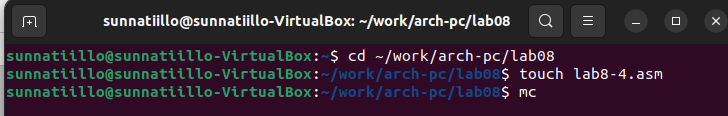 sunnatiillo@sunnatiillo-VirtualBox: ~/work/arch-pc/lab08
sunnatiillo@sunnatiillo-VirtualBox:~$ cd ~/work/arch-pc/lab08
sunnatiillo@sunnatiillo-VirtualBox:~/work/arch-pc/lab08$ touch lab8-4.asm
sunnatiillo@sunnatiillo-VirtualBox:~/work/arch-pc/lab08$ mc